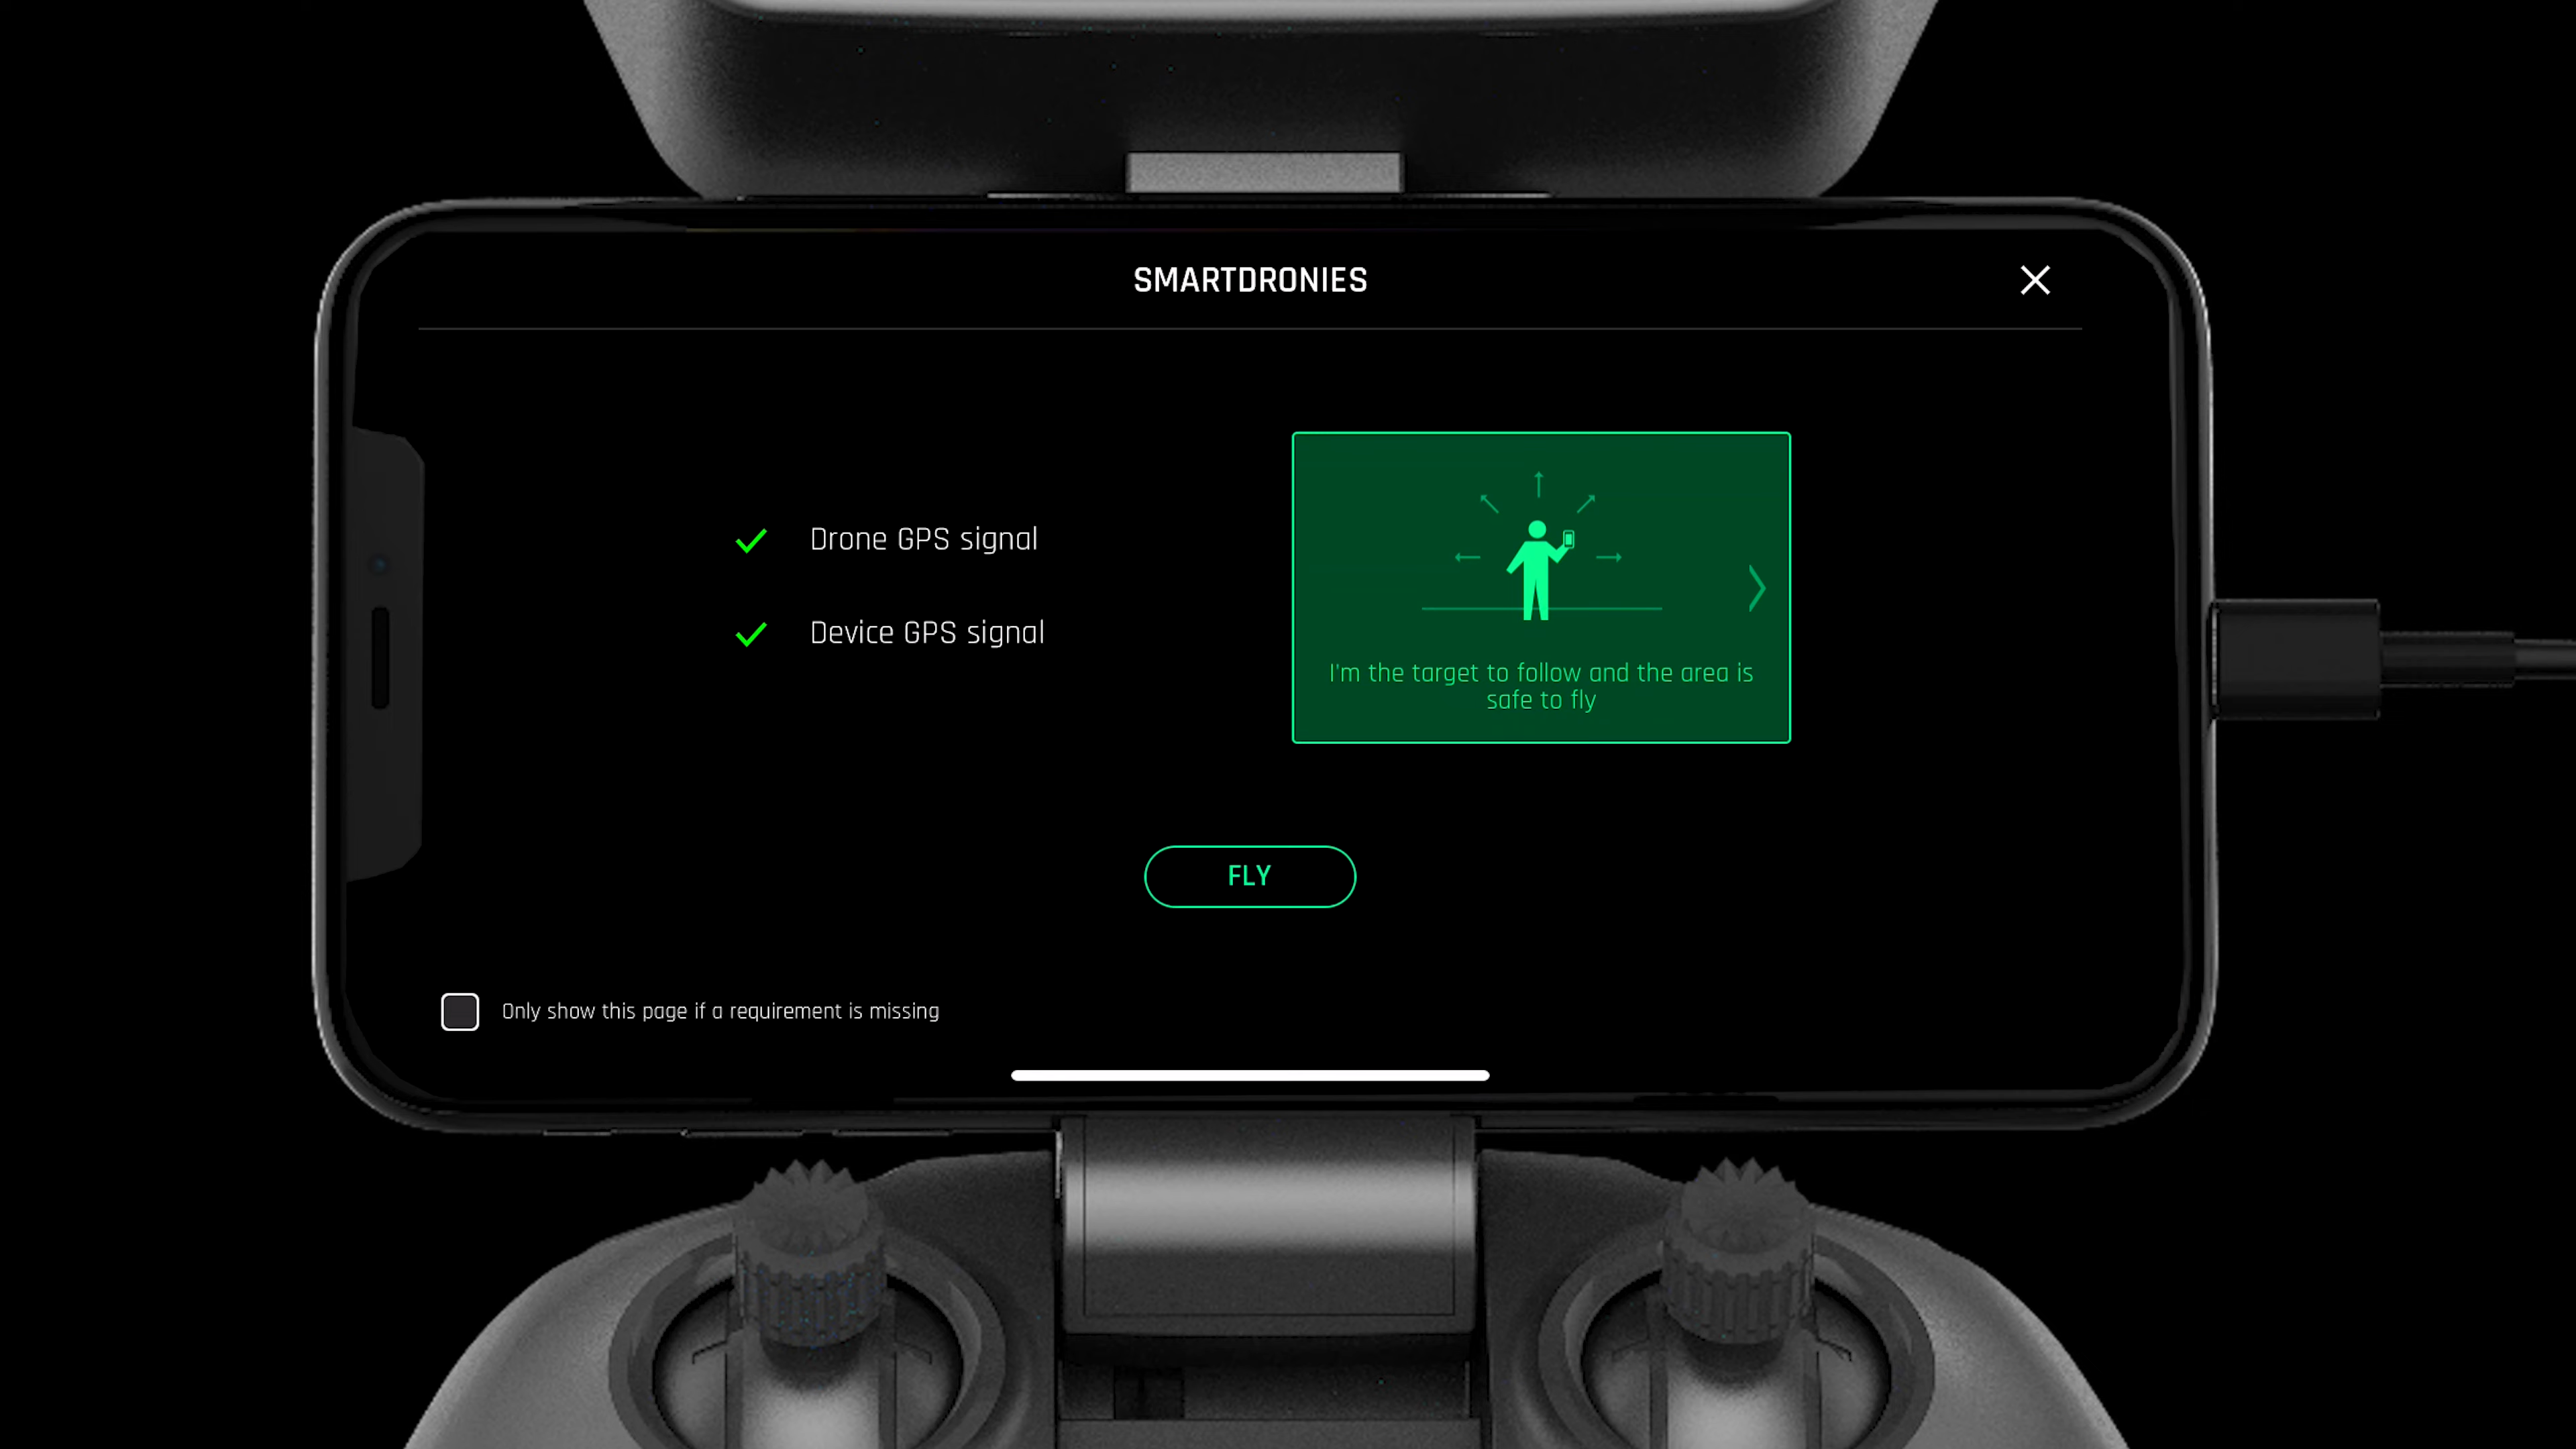 SMARTDRONIES
Drone GPS signal
Device GPS signal
I'm the target to follow and the area is
safe to fly
FLY
Only show this page if a requirement is missing